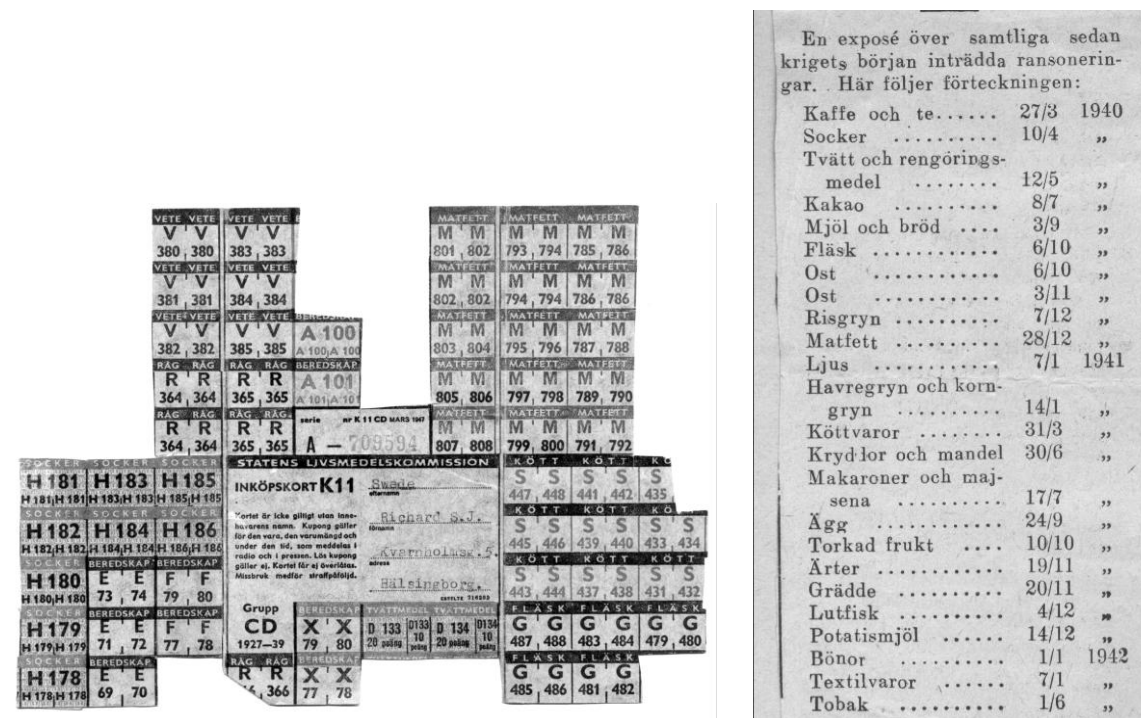 VETE VETE VETE VETE
V V V V
380 380 383 383
VETE VETE VETE VETE
V V V V
381 381 384 384
VETE VETE VETE VETE BEREDSKAP
V V V V A 100
382 382 385 385 A 100 A 100
RÅG RÅG RÅG RÅG BEREDSKAP
R R R R A 101
364 364 365 365 A 101 A 101
RÅG RÅG RÅG RÅG
R R R R
364 364 365 365
serie nr K 11 CD MARS 1947
A — 709594
MATFETT MATFETT MATFETT
M M M M M M
801 802 793 794 785 786
MATFETT MATFETT MATFETT
M M M M M M
802 802 794 794 786 786
MATFETT MATFETT MATFETT
M M M M M M
803 804 795 796 787 788
MATFETT MATFETT MATFETT
M M M M M M
805 806 797 798 789 790
MATFETT MATFETT MATFETT
M M M M M M
807 808 799 800 791 792
SOCKER SOCKER SOCKER
H 181 H 183 H 185
H 181 H 181 H 183 H 183 H 185 H 185
SOCKER SOCKER SOCKER
H 182 H 184 H 186
H 182 H 182 H 184 H 184 H 186 H 186
SOCKER BEREDSKAP BEREDSKAP
H 180 E E F F
H 180 H 180 73 74 79 80
SOCKER BEREDSKAP BEREDSKAP
H 179 E E F F
H 179 H 179 71 72 77 78
SOCKER BEREDSKAP
H 178 E E
H 178 H 178 69 70
STATENS LIVSMEDELSKOMMISSION
INKÖPSKORT K11
Swede
efternamn
Richard S.J.
förnamn
Kvarnholmsg.5.
adress
Hälsingborg.
Kortet är icke giltigt utan inne-
havarens namn. Kupong gäller
för den vara, den varumängd och
under den tid, som meddelas i
radio och i pressen. Lös kupong
gäller ej. Kortet får ej överlåtas.
Missbruk medför straffpåföljd.
Grupp
CD
1927—39
BEREDSKAP TVÄTTMEDEL TVÄTTMEDEL
X X D 133 D133 D 134 D134
79 80 20 poäng 10 poäng 20 poäng 10 poäng
RÅG RÅG BEREDSKAP
R R X X
366 77 78
KÖTT KÖTT KÖ
S S S S S
447 448 441 442 435
KÖTT KÖTT KÖTT
S S S S S S
445 446 439 440 433 434
KÖTT KÖTT KÖTT
S S S S S S
443 444 437 438 431 432
FLÄSK FLÄSK FLÄSK
G G G G G G
487 488 483 484 479 480
FLÄSK FLÄSK
G G G G
485 486 481 482
En exposé över samtliga sedan
krigets början inträdda ransonerin-
gar. Här följer förteckningen:
Kaffe och te...... 27/3 1940
Socker ........... 10/4 „
Tvätt och rengörings-
medel ........ 12/5 „
Kakao ........... 8/7 „
Mjöl och bröd .... 3/9 „
Fläsk ............ 6/10 „
Ost ............ 6/10 „
Ost ............ 3/11 „
Risgryn .......... 7/12 „
Matfett .......... 28/12 „
Ljus ............ 7/1 1941
Havregryn och korn-
gryn .......... 14/1 „
Köttvaror ........ 31/3 „
Kryddor och mandel 30/6 „
Makaroner och maj-
sena .......... 17/7 „
Ägg ............ 24/9 „
Torkad frukt .... 10/10 „
Ärter ............ 19/11 „
Grädde .......... 20/11 „
Lutfisk .......... 4/12 „
Potatismjöl ...... 14/12 „
Bönor ........... 1/1 1942
Textilvaror ...... 7/1 „
Tobak .......... 1/6 „